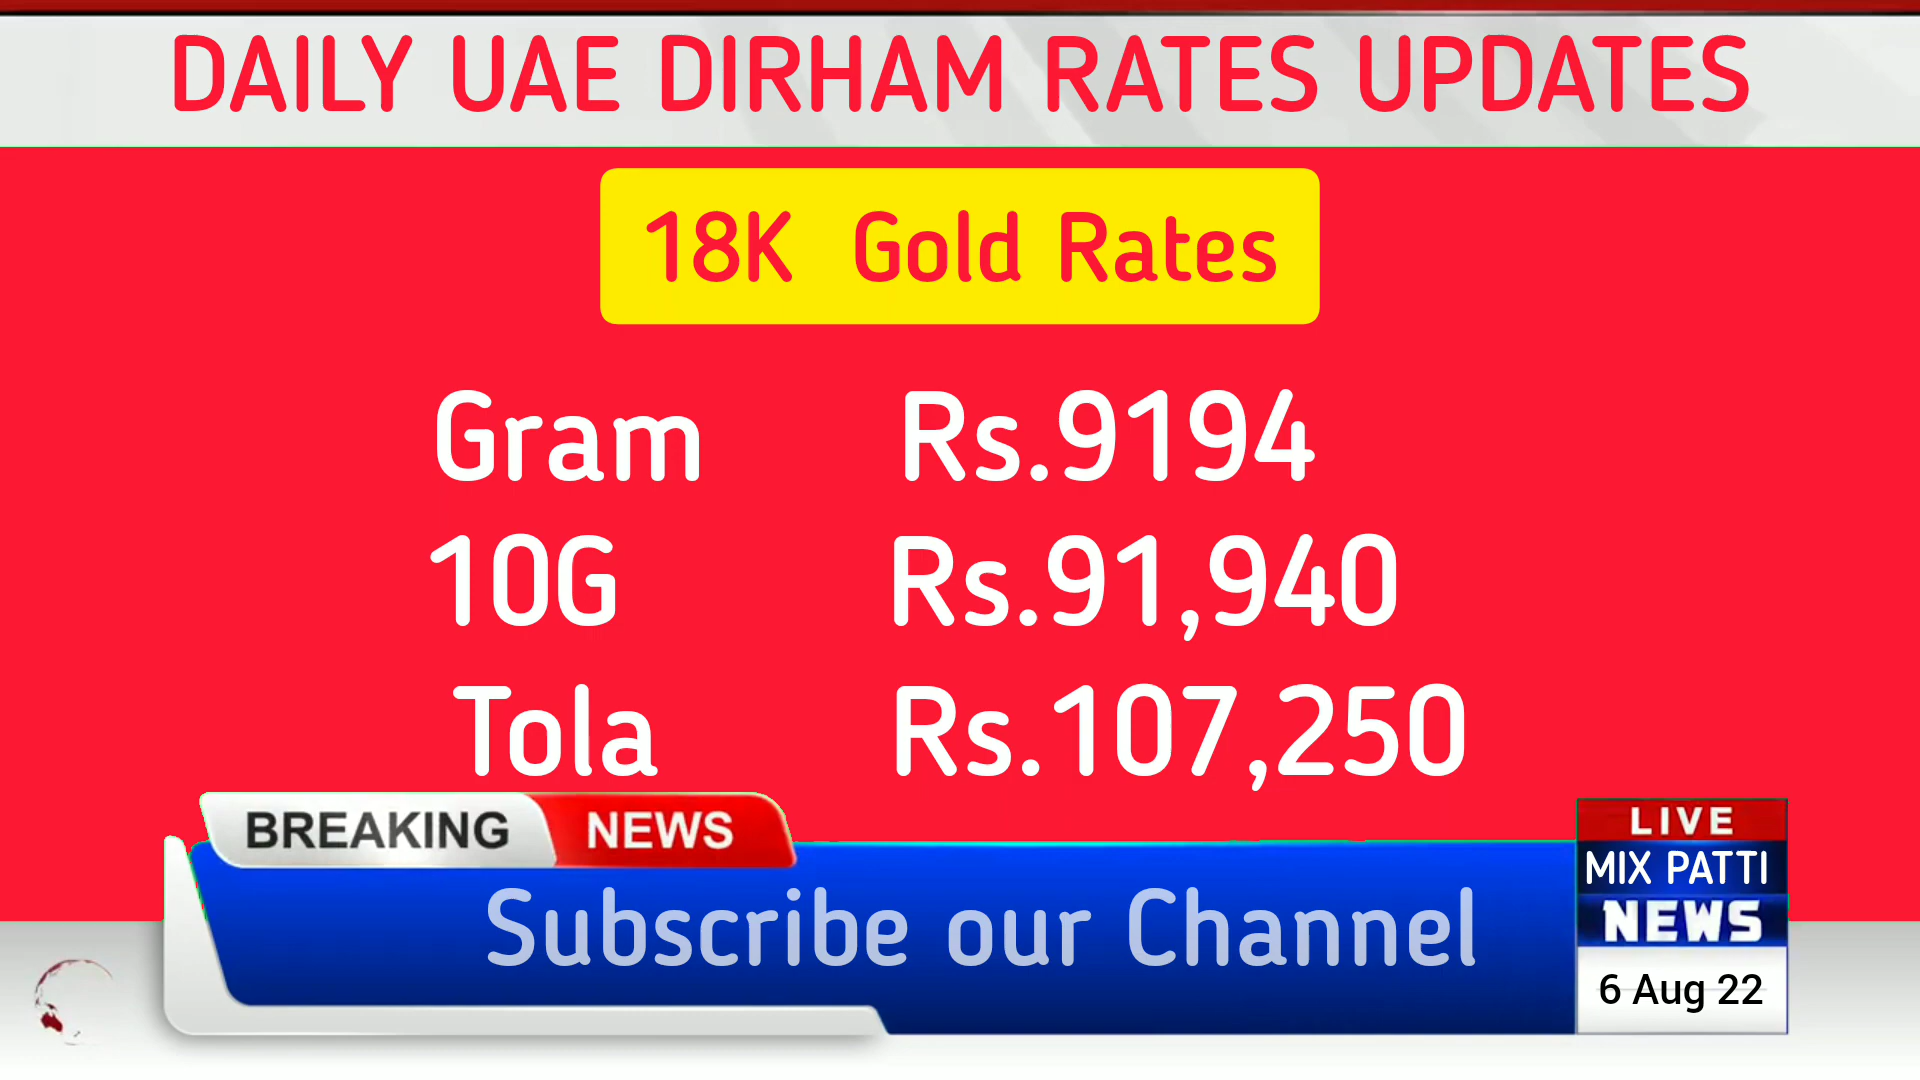 DAILY UAE DIRHAM RATES UPDATES
18K Gold Rates
Gram Rs.9194
10G Rs.91,940
Tola Rs.107,250
BREAKING NEWS
Subscribe our Channel
LIVE
MIX PATTI
NEWS
6 Aug 22